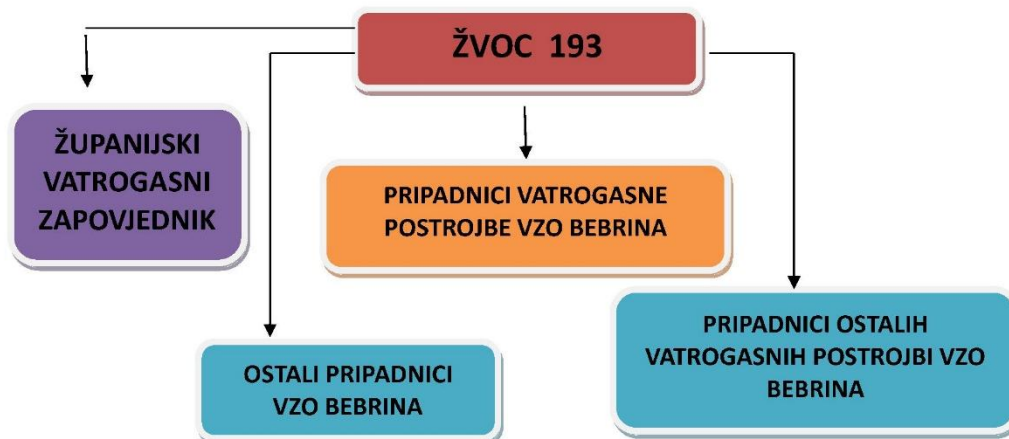 ŽVOC 193
ŽUPANIJSKI
VATROGASNI
ZAPOVJEDNIK
PRIPADNICI VATROGASNE
POSTROJBE VZO BEBRINA
OSTALI PRIPADNICI
VZO BEBRINA
PRIPADNICI OSTALIH
VATROGASNIH POSTROJBI VZO
BEBRINA